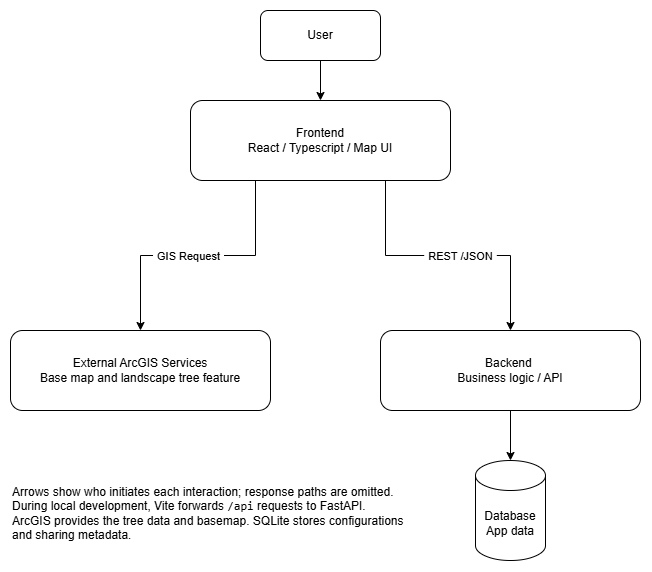 User
Frontend
React / Typescript / Map UI
GIS Request
REST /JSON
External ArcGIS Services
Base map and landscape tree feature
Backend
Business logic / API
Database
App data
Arrows show who initiates each interaction; response paths are omitted.
During local development, Vite forwards /api requests to FastAPI.
ArcGIS provides the tree data and basemap. SQLite stores configurations
and sharing metadata.